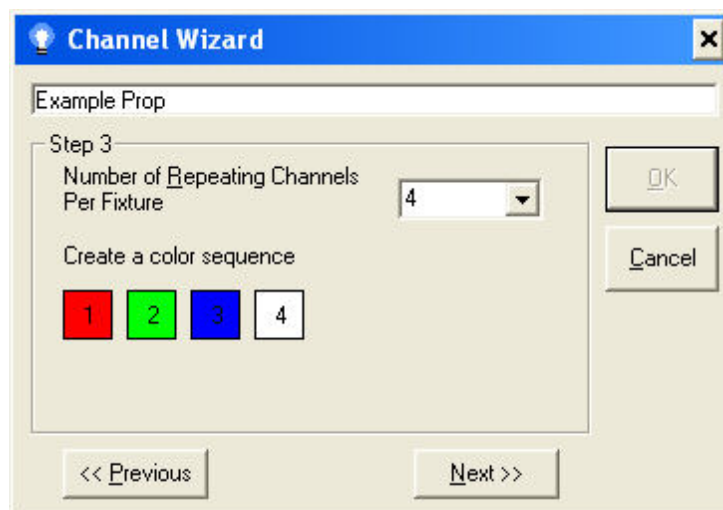 Channel Wizard
Example Prop
Step 3
Number of Repeating Channels
Per Fixture
4
OK
Create a color sequence
Cancel
1 2 3 4
<< Previous
Next >>